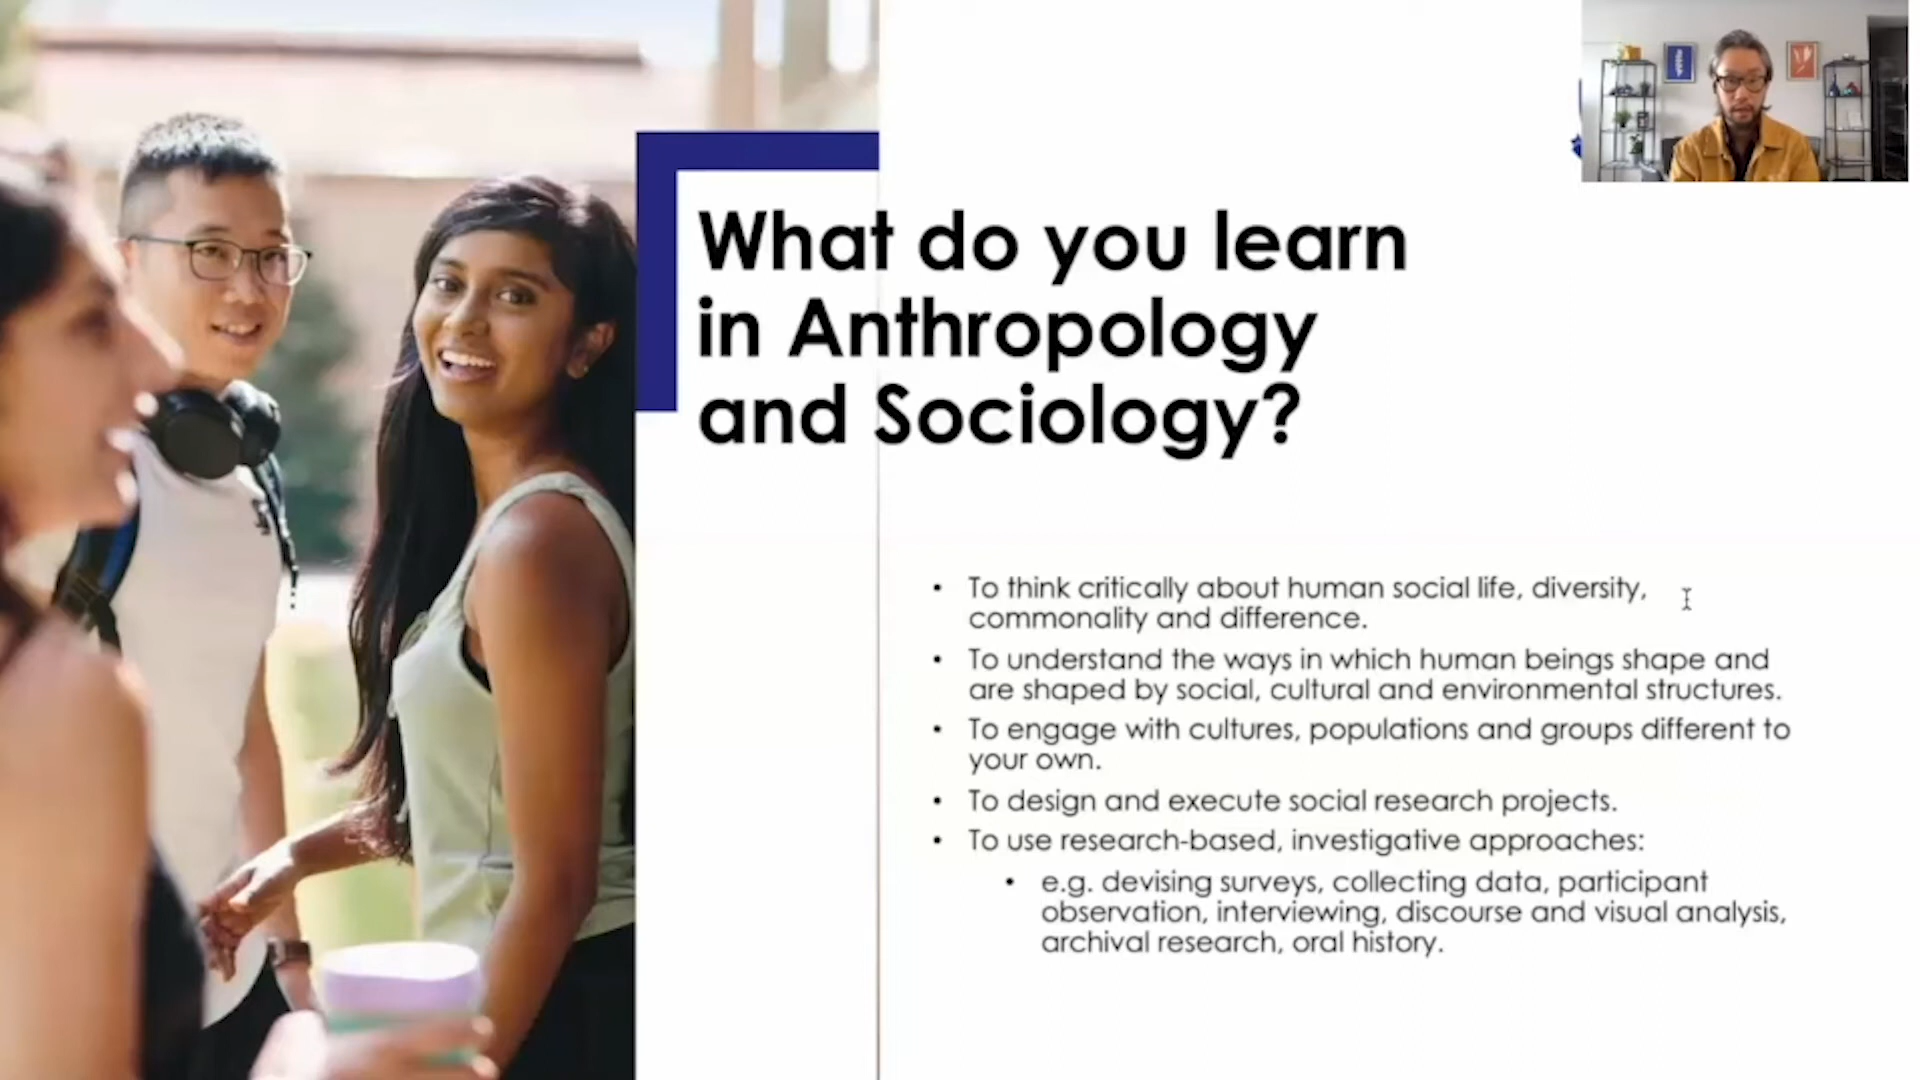 What do you learn
in Anthropology
and Sociology?
• To think critically about human social life, diversity,
commonality and difference.
• To understand the ways in which human beings shape and
are shaped by social, cultural and environmental structures.
• To engage with cultures, populations and groups different to
your own.
• To design and execute social research projects.
• To use research-based, investigative approaches:
• e.g. devising surveys, collecting data, participant
observation, interviewing, discourse and visual analysis,
archival research, oral history.